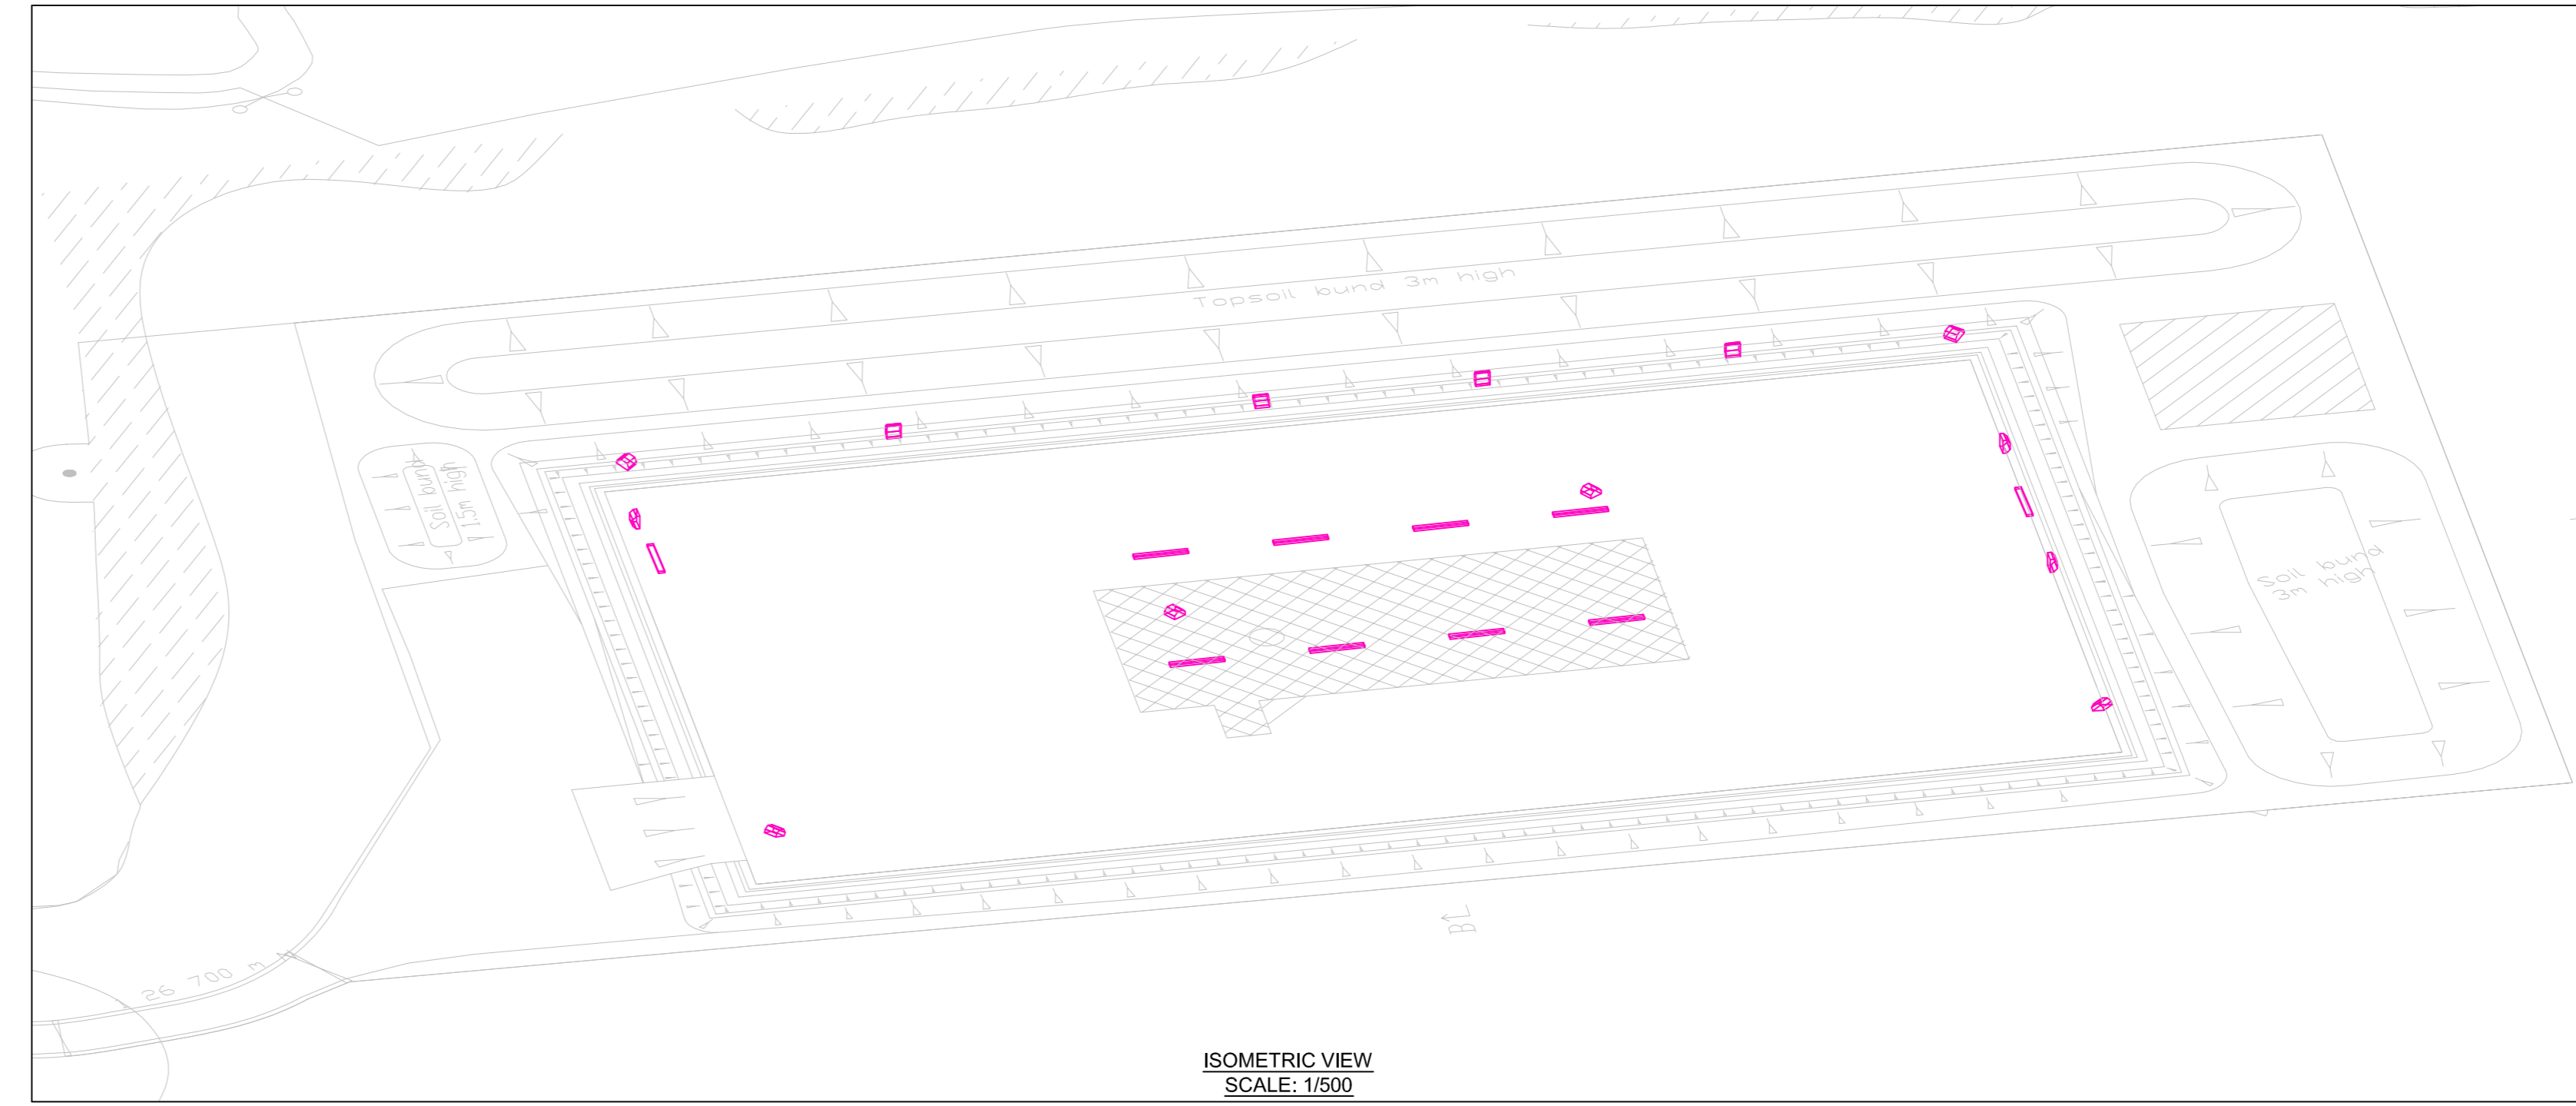 Topsoil bund 3m high
Soil bund
1.5m high
Soil bund
3m high
B
26 700 m
ISOMETRIC VIEW
SCALE: 1/500